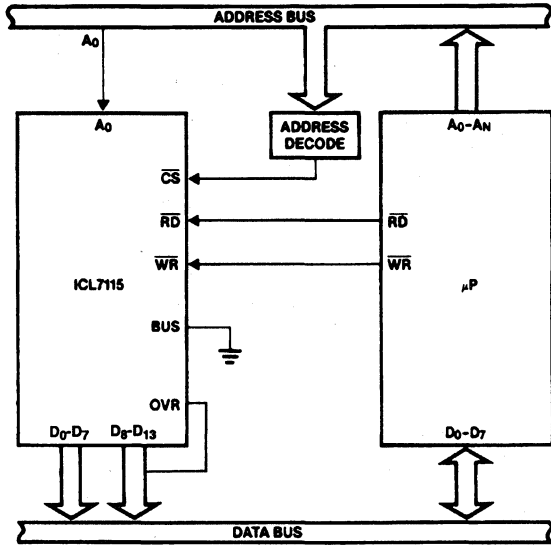 ADDRESS BUS
A0
A0
ADDRESS
DECODE
A0-AN
CS
RD
RD
WR
WR
ICL7115
μP
BUS
OVR
D0-D7
D8-D13
D0-D7
DATA BUS